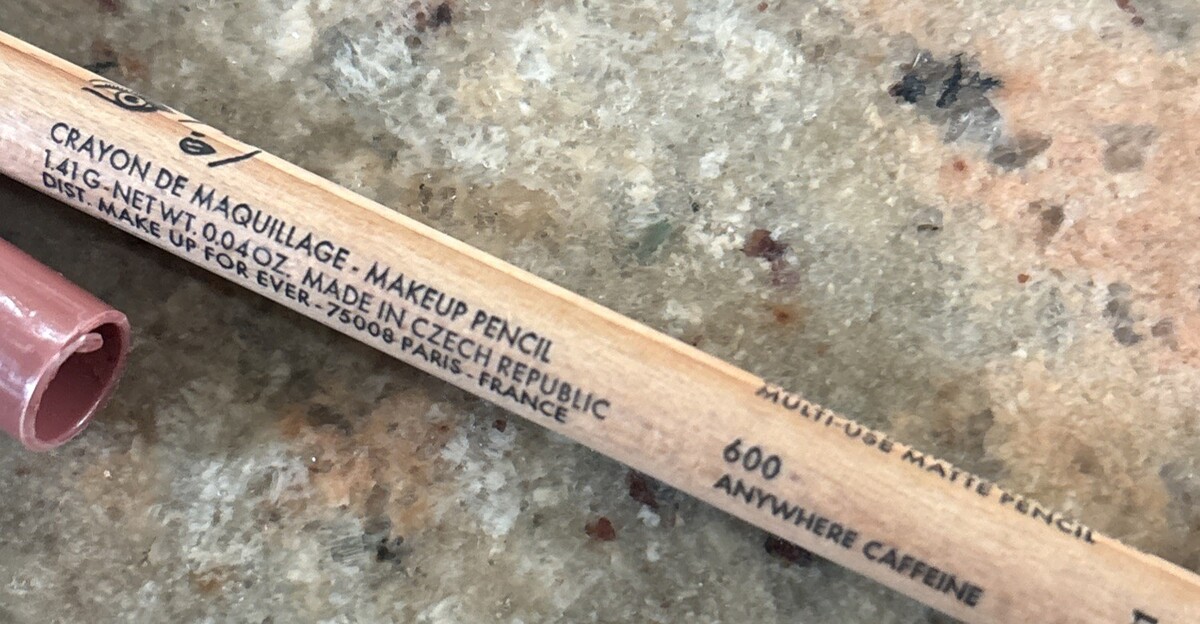 CRAYON DE MAQUILLAGE - MAKEUP PENCIL
1.41 G - NET WT. 0.04 OZ. MADE IN CZECH REPUBLIC
DIST. MAKE UP FOR EVER - 75008 PARIS - FRANCE
MULTI-USE MATTE PENCIL
600
ANYWHERE CAFFEINE